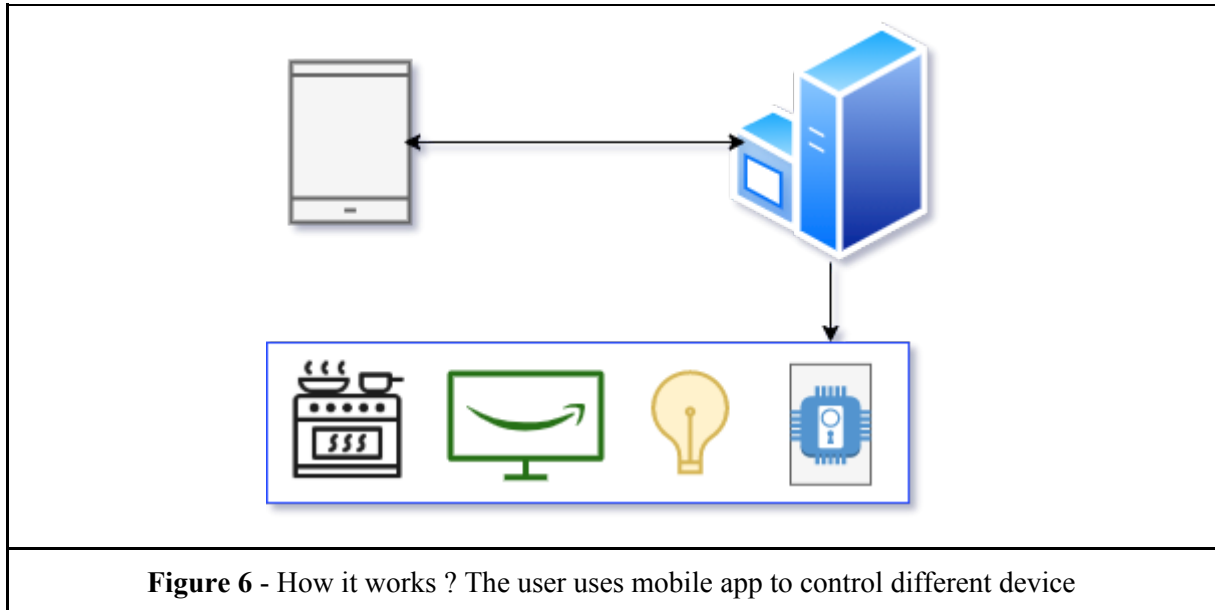 Figure 6 - How it works ? The user uses mobile app to control different device